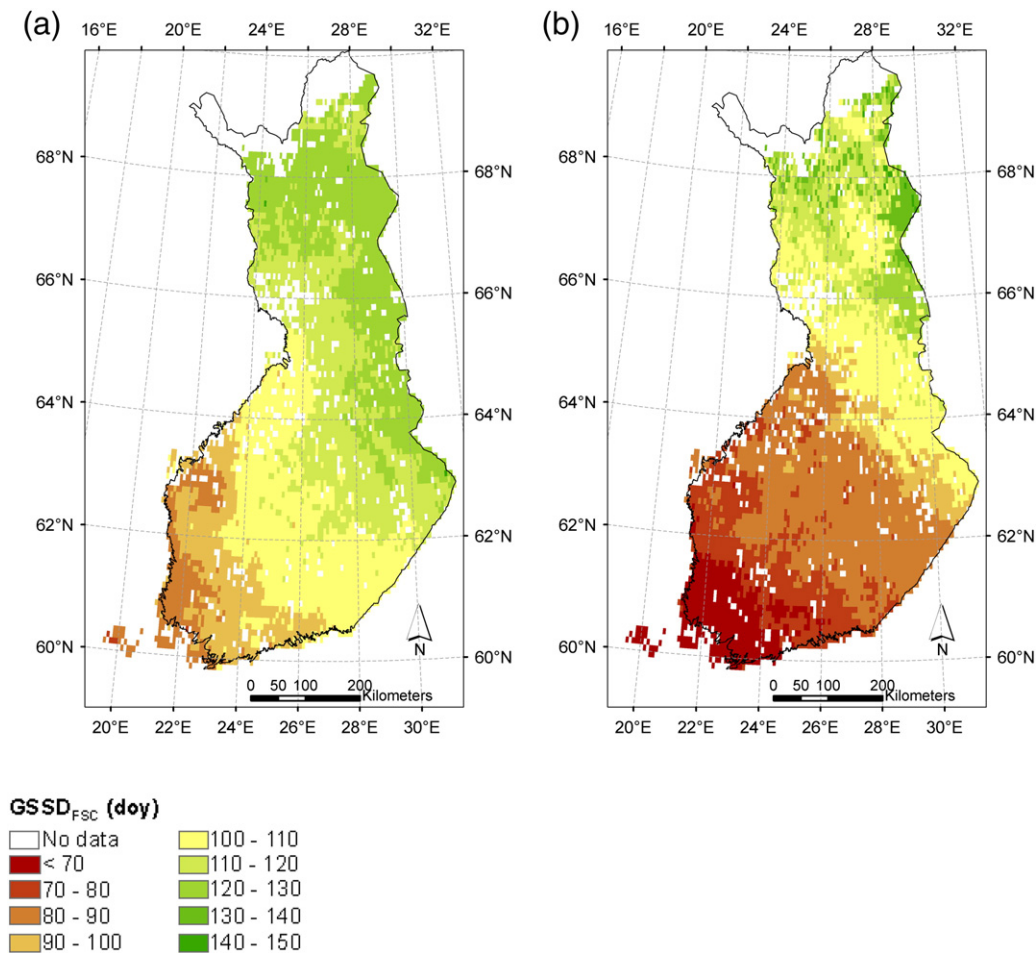 (a)
(b)
16°E 20°E 24°E 28°E 32°E
16°E 20°E 24°E 28°E 32°E
68°N 68°N 68°N 68°N
66°N 66°N 66°N 66°N
64°N 64°N 64°N 64°N
62°N 62°N 62°N 62°N
60°N 60°N 60°N 60°N
N
N
0 50 100 200 Kilometers
0 50 100 200 Kilometers
20°E 22°E 24°E 26°E 28°E 30°E
20°E 22°E 24°E 26°E 28°E 30°E
GSSD_FSC (doy)
No data
< 70
70 - 80
80 - 90
90 - 100
100 - 110
110 - 120
120 - 130
130 - 140
140 - 150